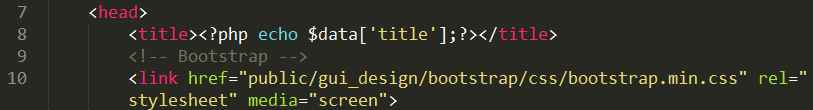 7 <head>
8 <title><?php echo $data['title'];?></title>
9 <!-- Bootstrap -->
10 <link href="public/gui_design/bootstrap/css/bootstrap.min.css" rel="
stylesheet" media="screen">